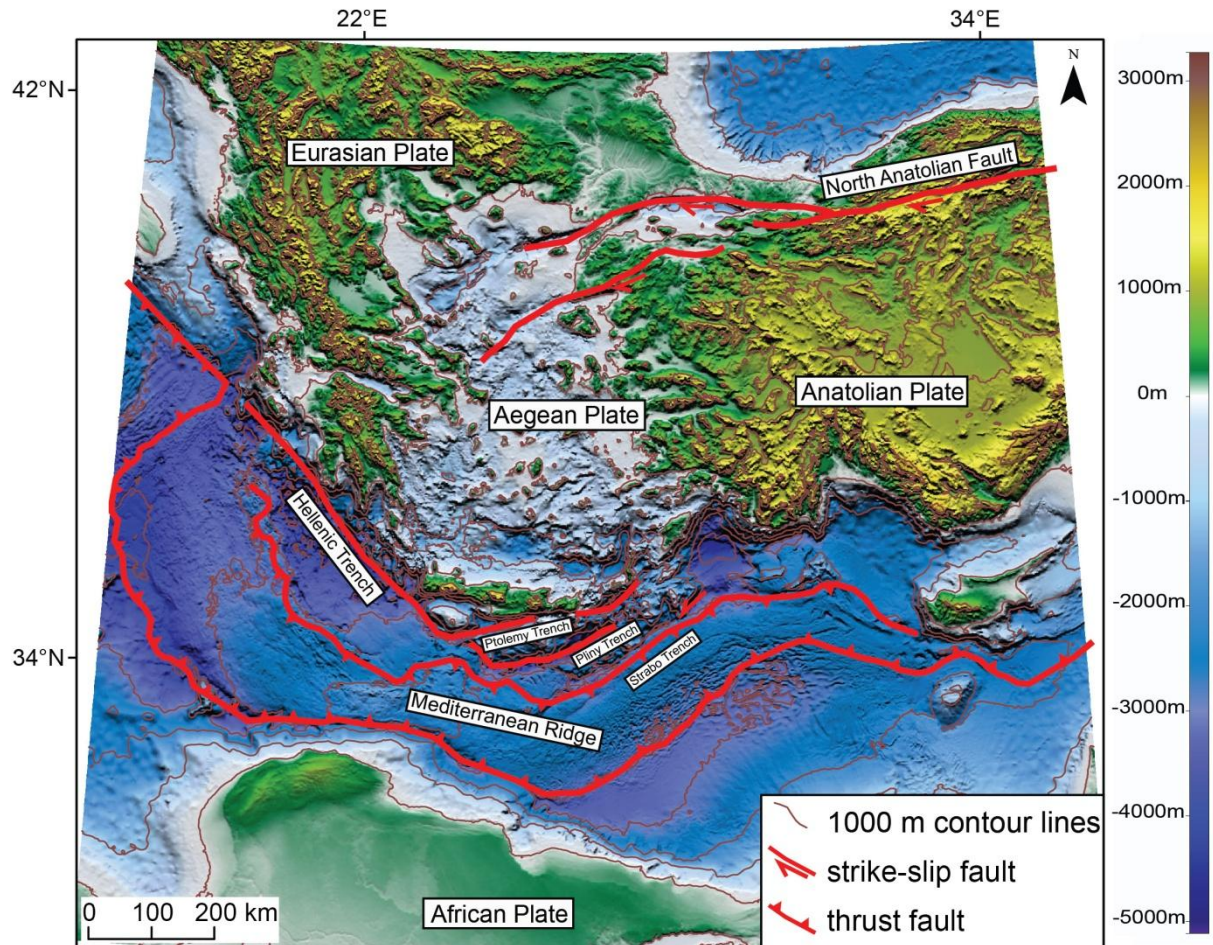 22°E
34°E
42°N
34°N
N
Eurasian Plate
North Anatolian Fault
Aegean Plate
Anatolian Plate
Hellenic Trench
Ptolemy Trench
Pliny Trench
Strabo Trench
Mediterranean Ridge
African Plate
0 100 200 km
1000 m contour lines
strike-slip fault
thrust fault
3000m
2000m
1000m
0m
-1000m
-2000m
-3000m
-4000m
-5000m